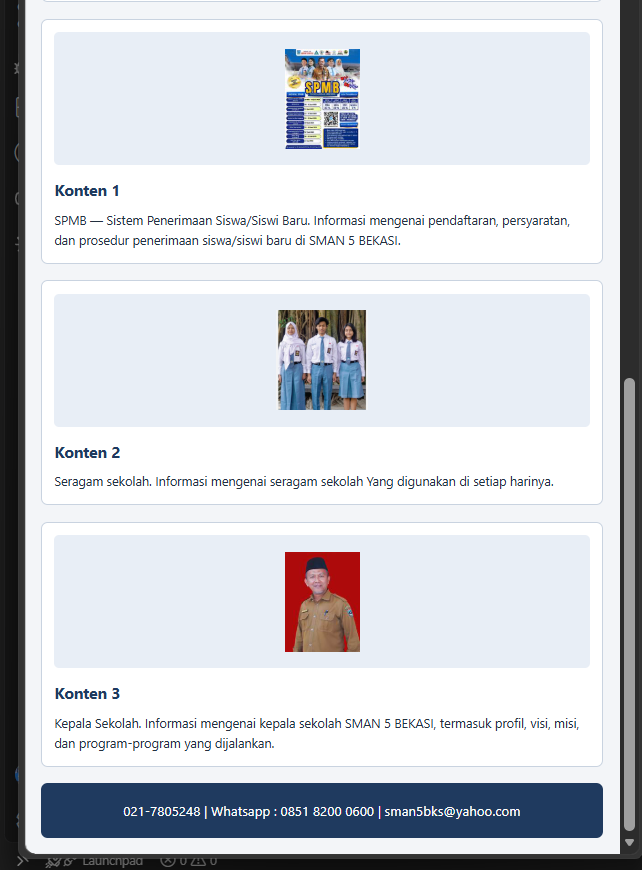 SPMB
Konten 1
SPMB — Sistem Penerimaan Siswa/Siswi Baru. Informasi mengenai pendaftaran, persyaratan,
dan prosedur penerimaan siswa/siswi baru di SMAN 5 BEKASI.
Konten 2
Seragam sekolah. Informasi mengenai seragam sekolah Yang digunakan di setiap harinya.
Konten 3
Kepala Sekolah. Informasi mengenai kepala sekolah SMAN 5 BEKASI, termasuk profil, visi, misi,
dan program-program yang dijalankan.
021-7805248 | Whatsapp : 0851 8200 0600 | sman5bks@yahoo.com
Launchpad 0 0